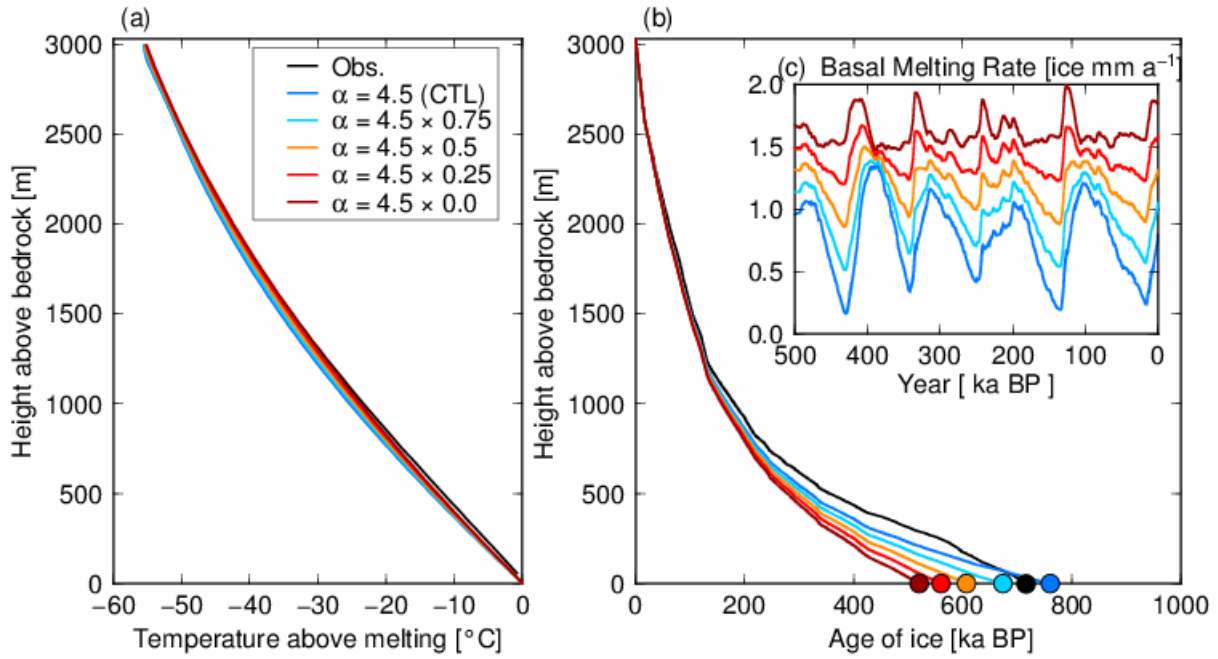 (a)
Height above bedrock [m]
3000
2500
2000
1500
1000
500
0
−60 −50 −40 −30 −20 −10 0
Temperature above melting [°C]
Obs.
α = 4.5 (CTL)
α = 4.5 × 0.75
α = 4.5 × 0.5
α = 4.5 × 0.25
α = 4.5 × 0.0
(b)
Height above bedrock [m]
3000
2500
2000
1500
1000
500
0
0 200 400 600 800 1000
Age of ice [ka BP]
(c) Basal Melting Rate [ice mm a⁻¹]
2.0
1.5
1.0
0.5
0.0
500 400 300 200 100 0
Year [ ka BP ]